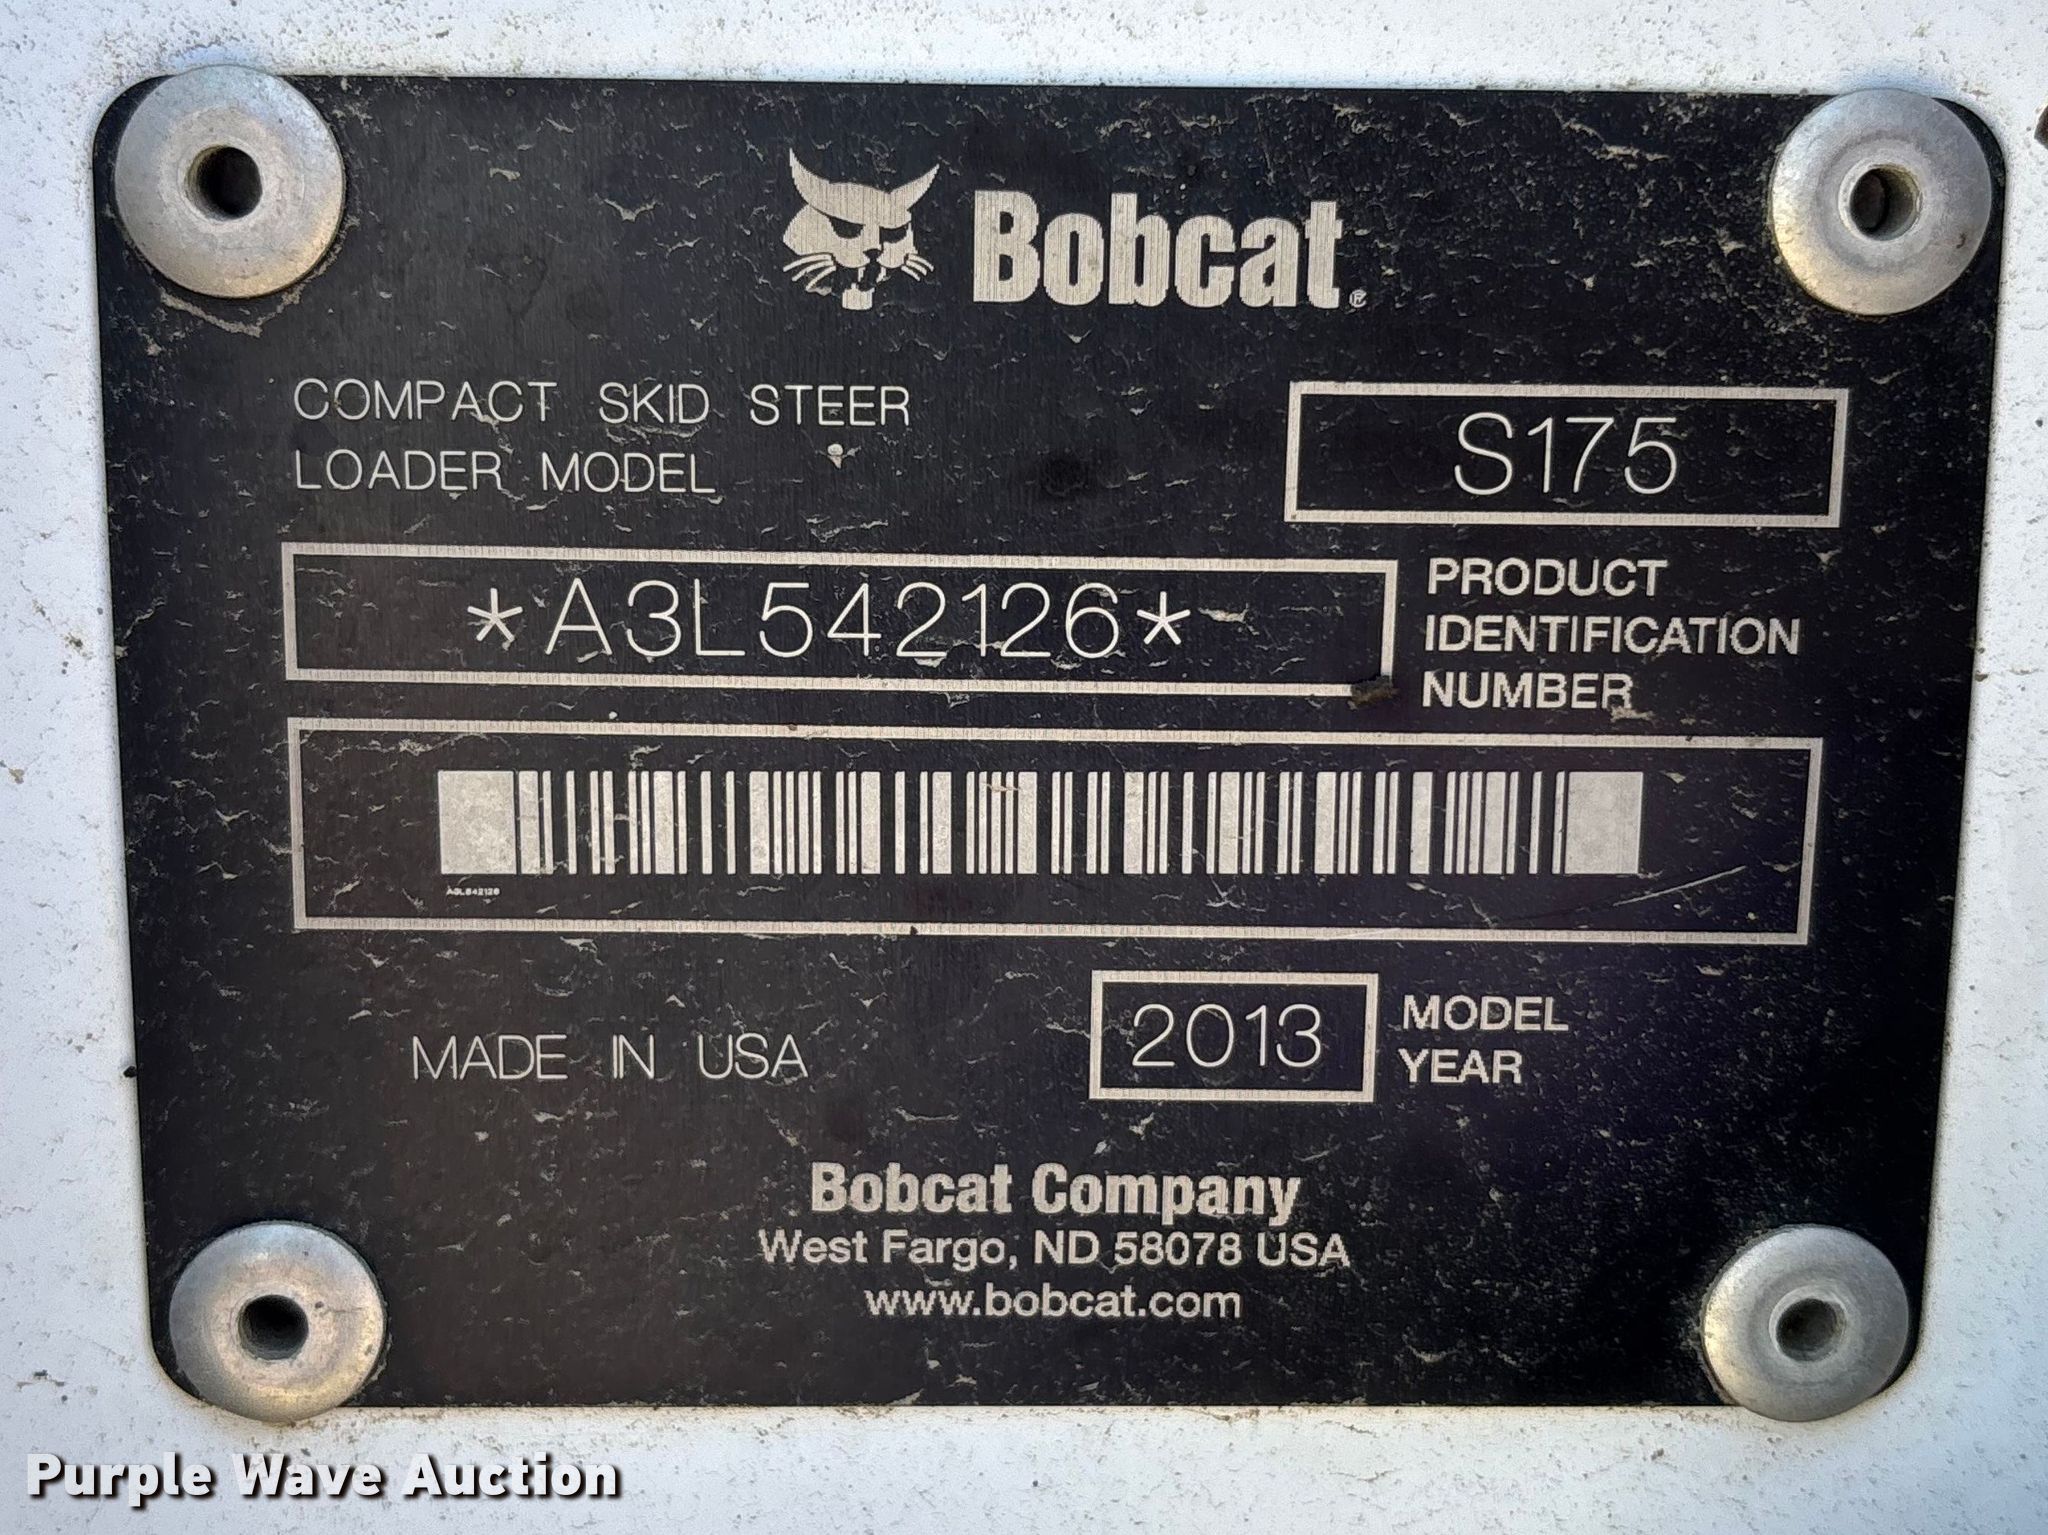 Bobcat®
COMPACT SKID STEER
LOADER MODEL
S175
*A3L542126*
PRODUCT
IDENTIFICATION
NUMBER
A3L542126
MADE IN USA
2013
MODEL
YEAR
Bobcat Company
West Fargo, ND 58078 USA
www.bobcat.com
Purple Wave Auction